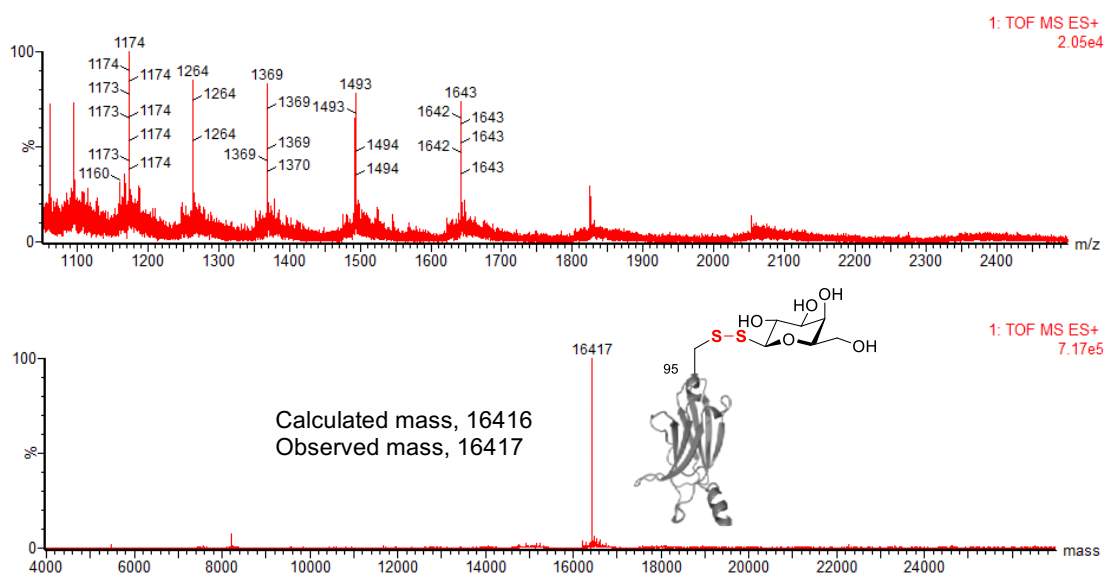 1: TOF MS ES+
2.05e4
100
%
0
1174
1174
1174
1173
1173
1174
1174
1173
1174
1160
1264
1264
1264
1369
1369
1369
1369
1370
1493
1493
1494
1494
1643
1642
1643
1643
1642
1643
1100 1200 1300 1400 1500 1600 1700 1800 1900 2000 2100 2200 2300 2400 m/z
1: TOF MS ES+
7.17e5
OH
HO
HO
S–S
O
OH
95
100
%
0
16417
Calculated mass, 16416
Observed mass, 16417
4000 6000 8000 10000 12000 14000 16000 18000 20000 22000 24000 mass